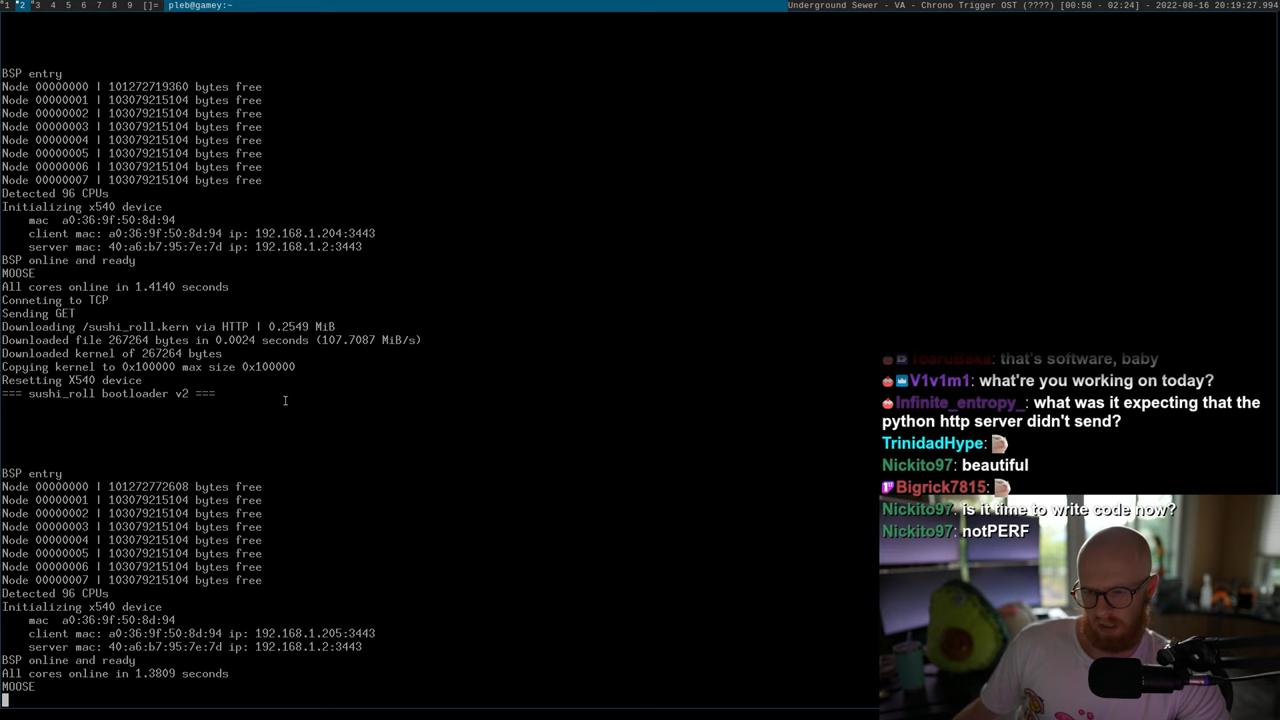 1 2 3 4 5 6 7 8 9 []= pleb@gamey:~ Underground Sewer - VA - Chrono Trigger OST (????) [00:58 - 02:24] - 2022-08-16 20:19:27.994
BSP entry
Node 00000000 | 101272719360 bytes free
Node 00000001 | 103079215104 bytes free
Node 00000002 | 103079215104 bytes free
Node 00000003 | 103079215104 bytes free
Node 00000004 | 103079215104 bytes free
Node 00000005 | 103079215104 bytes free
Node 00000006 | 103079215104 bytes free
Node 00000007 | 103079215104 bytes free
Detected 96 CPUs
Initializing x540 device
mac a0:36:9f:50:8d:94
client mac: a0:36:9f:50:8d:94 ip: 192.168.1.204:3443
server mac: 40:a6:b7:95:7e:7d ip: 192.168.1.2:3443
BSP online and ready
MOOSE
All cores online in 1.4140 seconds
Conneting to TCP
Sending GET
Downloading /sushi_roll.kern via HTTP | 0.2549 MiB
Downloaded file 267264 bytes in 0.0024 seconds (107.7087 MiB/s)
Downloaded kernel of 267264 bytes
Copying kernel to 0x100000 max size 0x100000
Resetting X540 device
=== sushi_roll bootloader v2 ===
BSP entry
Node 00000000 | 101272772608 bytes free
Node 00000001 | 103079215104 bytes free
Node 00000002 | 103079215104 bytes free
Node 00000003 | 103079215104 bytes free
Node 00000004 | 103079215104 bytes free
Node 00000005 | 103079215104 bytes free
Node 00000006 | 103079215104 bytes free
Node 00000007 | 103079215104 bytes free
Detected 96 CPUs
Initializing x540 device
mac a0:36:9f:50:8d:94
client mac: a0:36:9f:50:8d:94 ip: 192.168.1.205:3443
server mac: 40:a6:b7:95:7e:7d ip: 192.168.1.2:3443
BSP online and ready
All cores online in 1.3809 seconds
MOOSE
ToaruBaka: that's software, baby
V1v1m1: what're you working on today?
Infinite_entropy_: what was it expecting that the
python http server didn't send?
TrinidadHype:
Nickito97: beautiful
Bigrick7815:
Nickito97: is it time to write code now?
Nickito97: notPERF